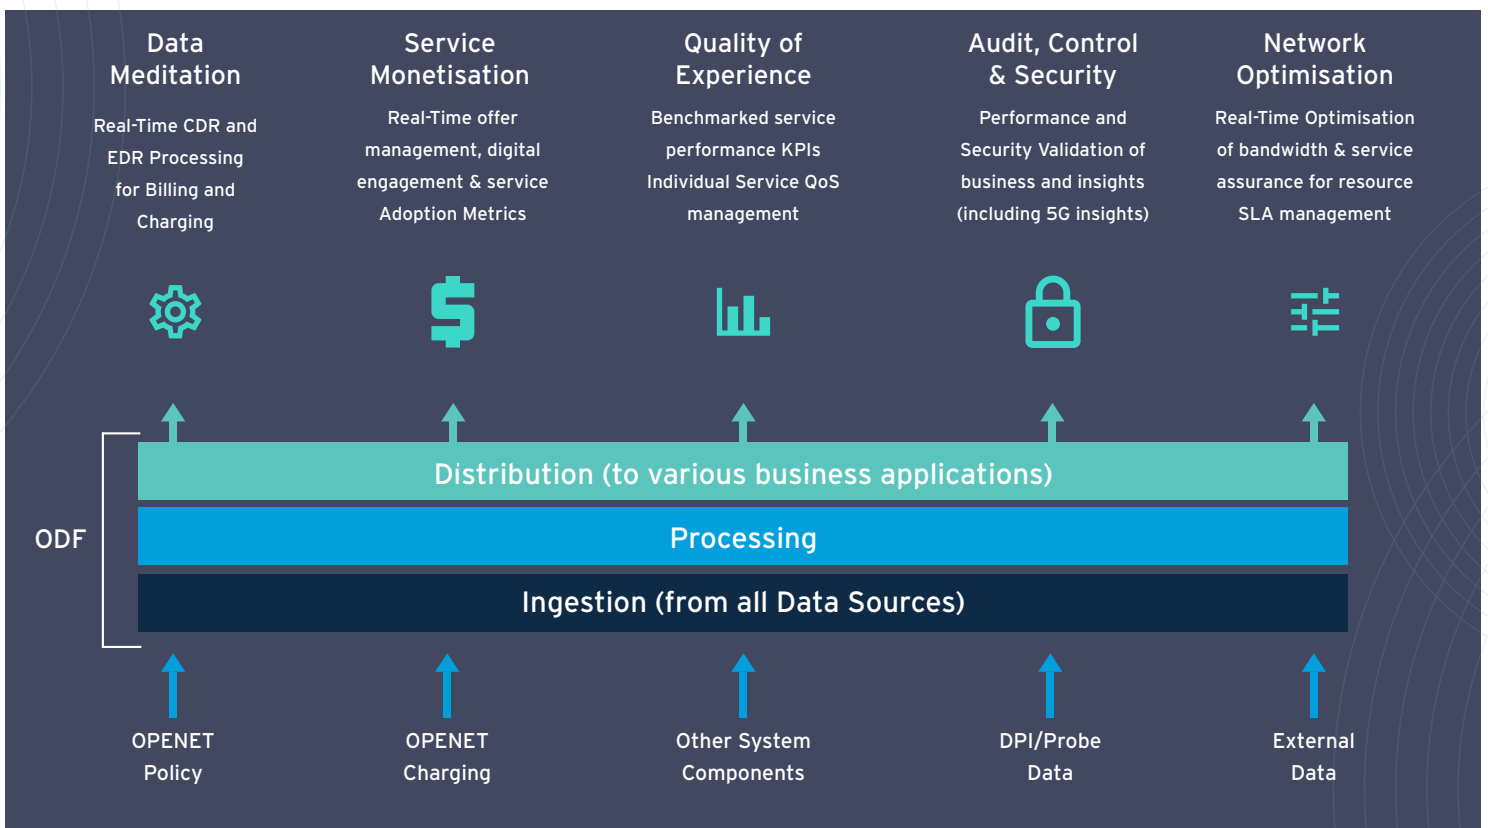 Data
Meditation
Real-Time CDR and
EDR Processing
for Billing and
Charging
Service
Monetisation
Real-Time offer
management, digital
engagement & service
Adoption Metrics
Quality of
Experience
Benchmarked service
performance KPIs
Individual Service QoS
management
Audit, Control
& Security
Performance and
Security Validation of
business and insights
(including 5G insights)
Network
Optimisation
Real-Time Optimisation
of bandwidth & service
assurance for resource
SLA management
ODF
Distribution (to various business applications)
Processing
Ingestion (from all Data Sources)
OPENET
Policy
OPENET
Charging
Other System
Components
DPI/Probe
Data
External
Data